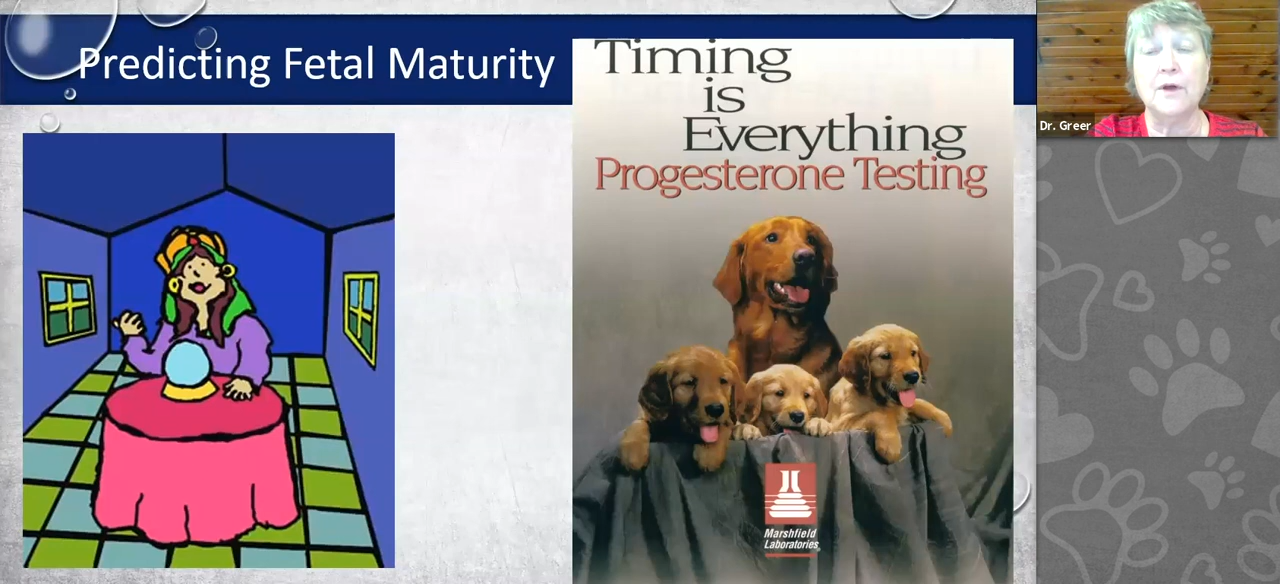 Predicting Fetal Maturity
Timing
is
Everything
Progesterone Testing
Marshfield
Laboratories
Dr. Greer